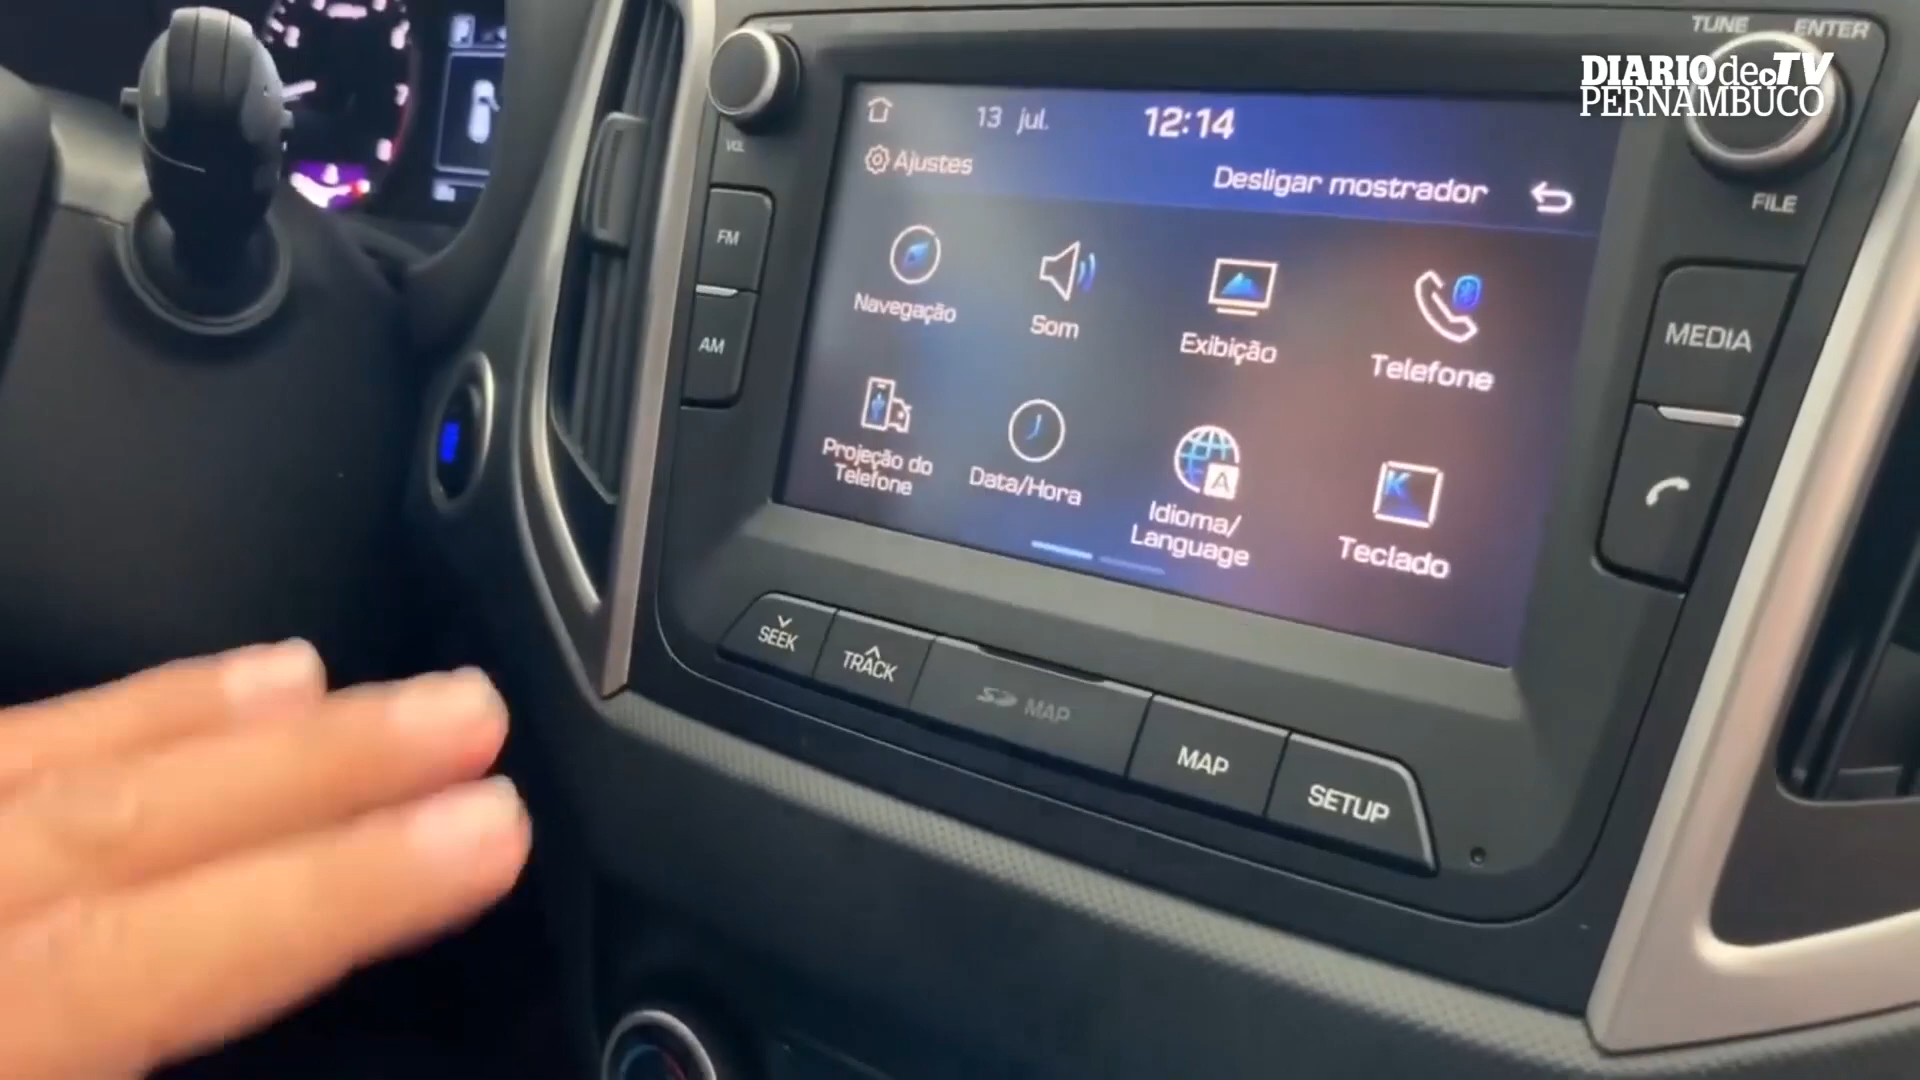 TUNE ENTER
DIARIO de TV
PERNAMBUCO
13 jul. 12:14
Ajustes
Desligar mostrador
VOL
FILE
FM
AM
MEDIA
Navegação
Som
Exibição
Telefone
Projeção do
Telefone
Data/Hora
Idioma/
Language
A
K
Teclado
SEEK
TRACK
SD MAP
MAP
SETUP
P